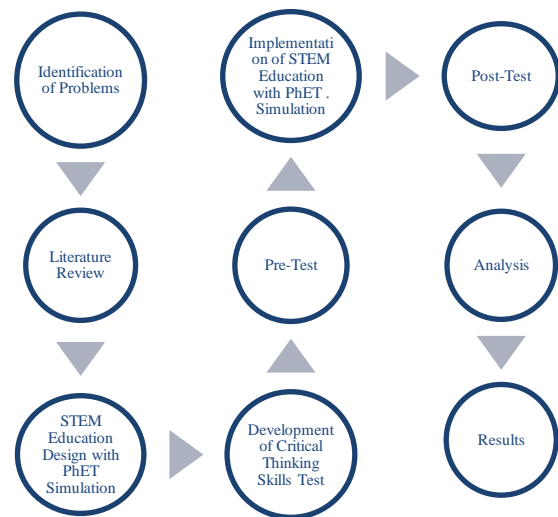 Identification
of Problems
Literature
Review
STEM
Education
Design with
PhET
Simulation
Development
of Critical
Thinking
Skills Test
Pre-Test
Implementati
on of STEM
Education
with PhET .
Simulation
Post-Test
Analysis
Results